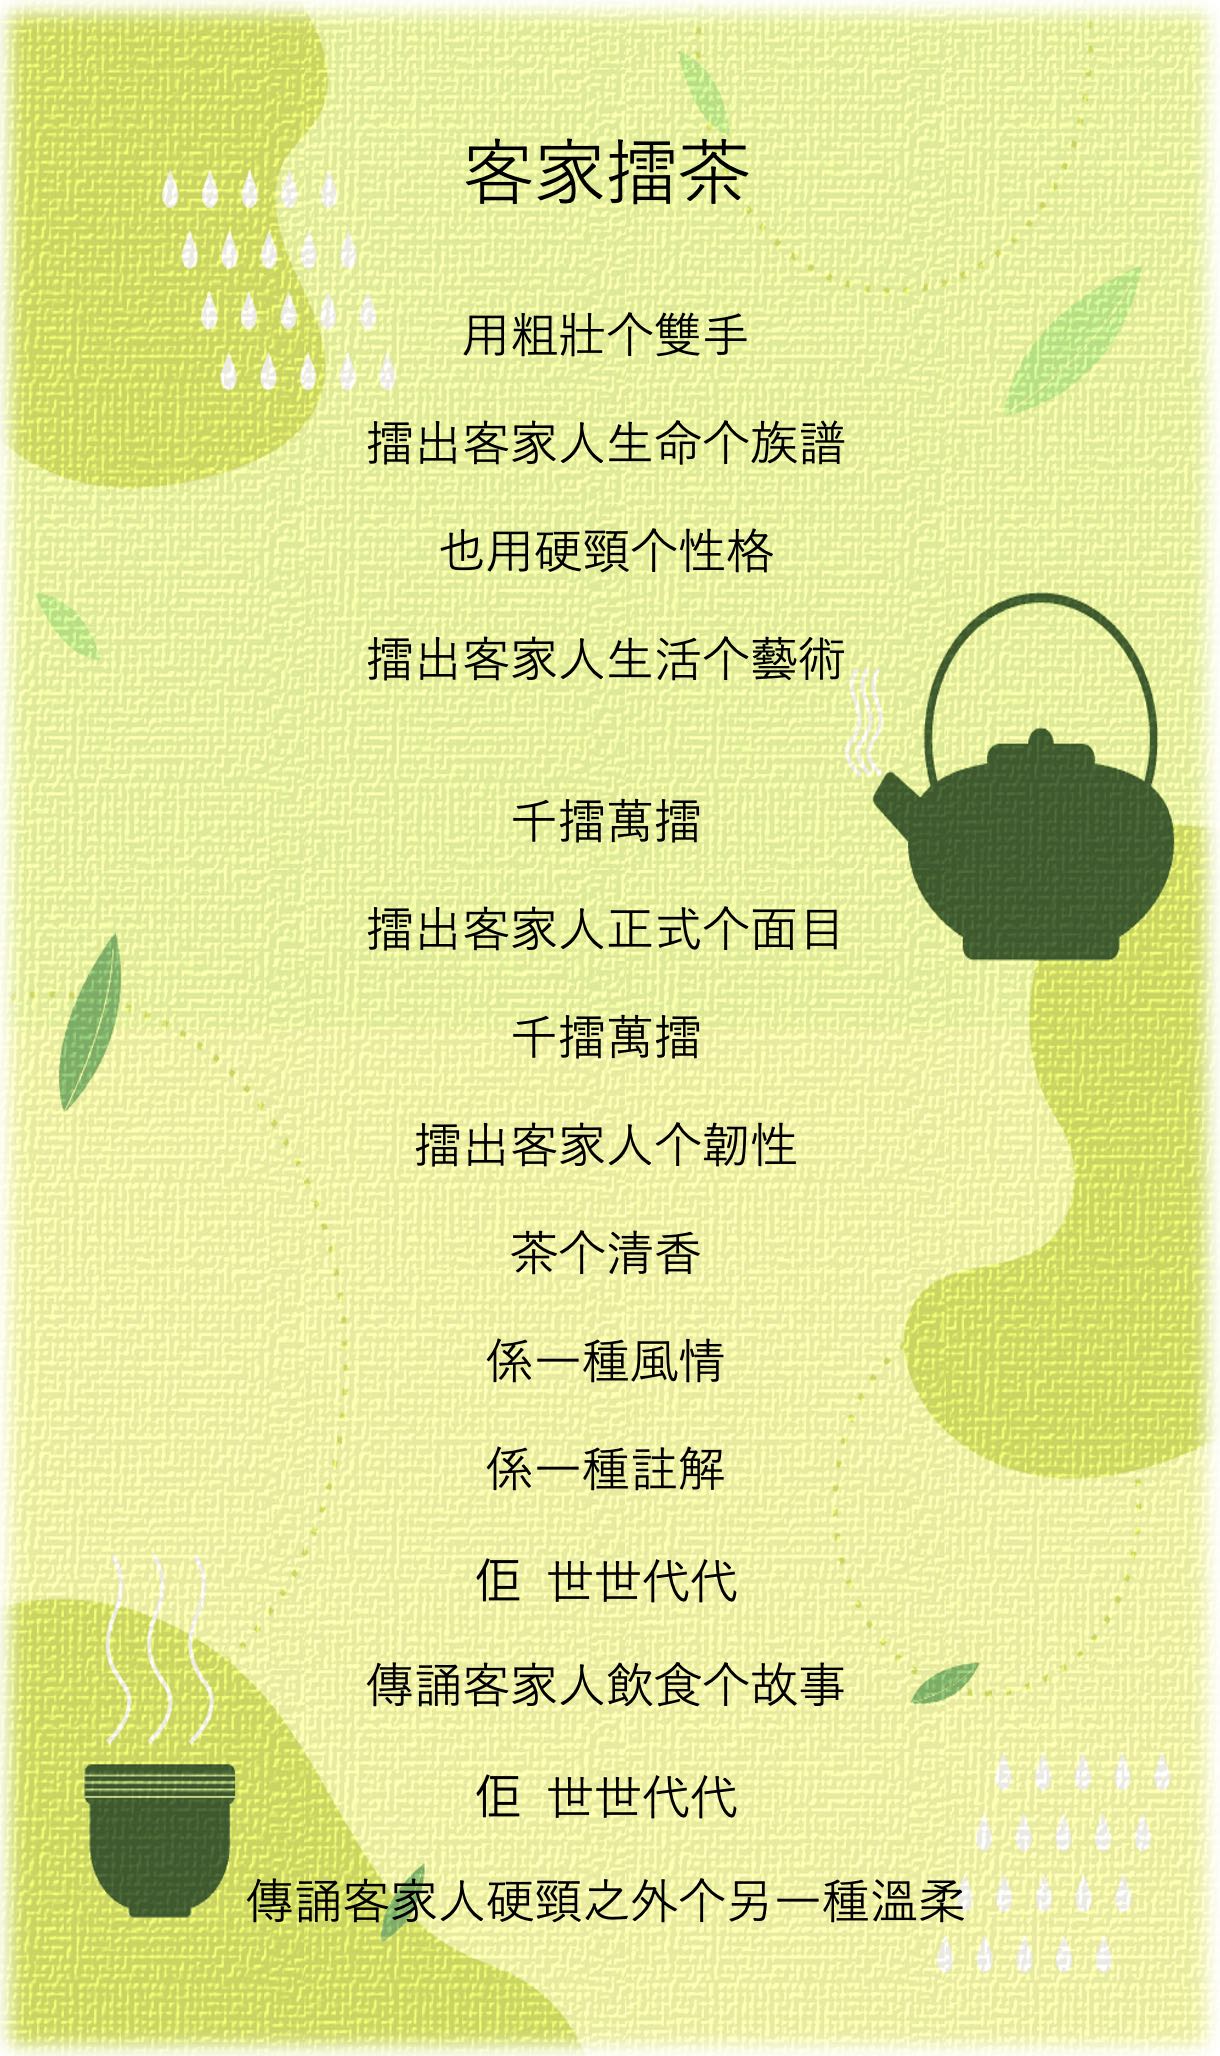 客家擂茶
用粗壯个雙手
擂出客家人生命个族譜
也用硬頸个性格
擂出客家人生活个藝術
千擂萬擂
擂出客家人正式个面目
千擂萬擂
擂出客家人个韌性
茶个清香
係一種風情
係一種註解
佢 世世代代
傳誦客家人飲食个故事
佢 世世代代
傳誦客家人硬頸之外个另一種溫柔